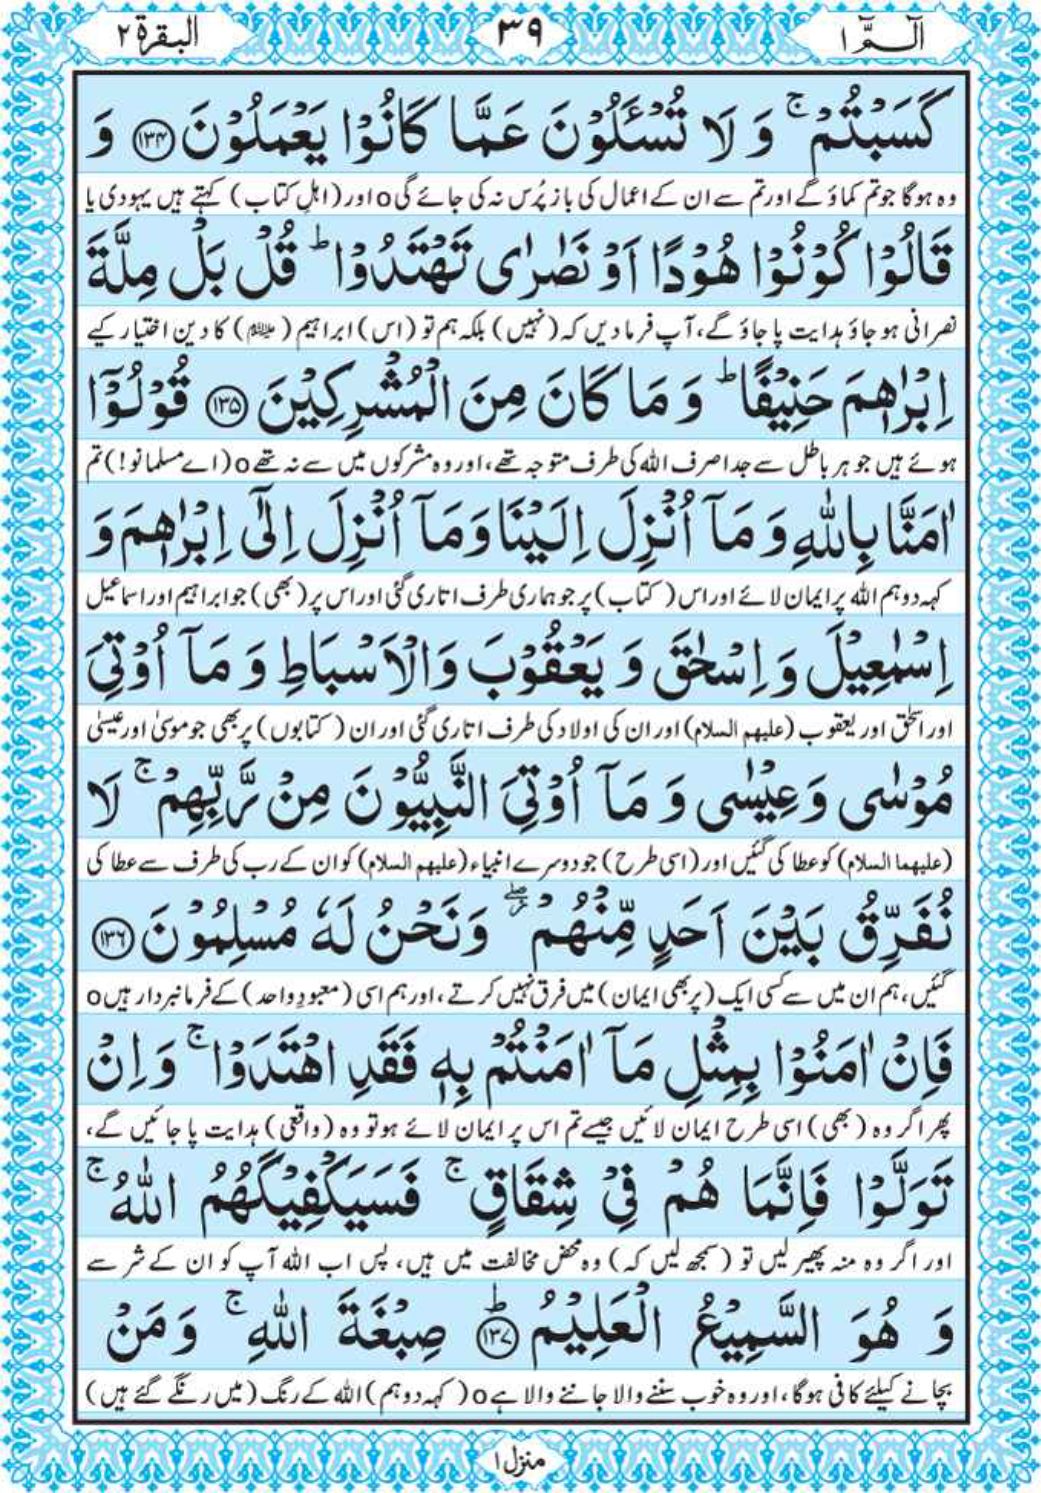 البقرة ٢
٣٩
الٓـمّٓ ١
كَسَبْتُمْ ۚ وَ لَا تُسْـَٔلُوْنَ عَمَّا كَانُوْا يَعْمَلُوْنَ ﴿۱۳۴﴾ وَ
وہ ہوگا جو تم کماؤ گے اور تم سے ان کے اعمال کی باز پُرس نہ کی جائے گی o اور (اہلِ کتاب) کہتے ہیں یہودی یا
قَالُوْا كُوْنُوْا هُوْدًا اَوْ نَصٰرٰى تَهْتَدُوْا ؕ قُلْ بَلْ مِلَّةَ
نصرانی ہو جاؤ ہدایت پا جاؤ گے، آپ فرما دیں کہ (نہیں) بلکہ ہم تو (اس) ابراہیم (علیہ السلام) کا دین اختیار کیے
اِبْرٰهٖمَ حَنِيْفًا ؕ وَ مَا كَانَ مِنَ الْمُشْرِكِيْنَ ﴿۱۳۵﴾ قُوْلُوْۤا
ہوئے ہیں جو ہر باطل سے جدا صرف اللہ کی طرف متوجہ تھے، اور وہ مشرکوں میں سے نہ تھے o (اے مسلمانو!) تم
اٰمَنَّا بِاللّٰهِ وَ مَاۤ اُنْزِلَ اِلَيْنَا وَ مَاۤ اُنْزِلَ اِلٰۤى اِبْرٰهٖمَ وَ
کہہ دو ہم اللہ پر ایمان لائے اور اس (کتاب) پر جو ہماری طرف اتاری گئی اور اس پر (بھی) جو ابراہیم اور اسماعیل
اِسْمٰعِيْلَ وَ اِسْحٰقَ وَ يَعْقُوْبَ وَ الْاَسْبَاطِ وَ مَاۤ اُوْتِيَ
اور اسحٰق اور یعقوب (علیہم السلام) اور ان کی اولاد کی طرف اتاری گئی اور ان (کتابوں) پر بھی جو موسیٰ اور عیسیٰ
مُوْسٰى وَ عِيْسٰى وَ مَاۤ اُوْتِيَ النَّبِيُّوْنَ مِنْ رَّبِّهِمْ ۚ لَا
(علیہما السلام) کو عطا کی گئیں اور (اسی طرح) جو دوسرے انبیاء (علیہم السلام) کو ان کے رب کی طرف سے عطا کی
نُفَرِّقُ بَيْنَ اَحَدٍ مِّنْهُمْ ۖ وَ نَحْنُ لَهٗ مُسْلِمُوْنَ ﴿۱۳۶﴾
گئیں، ہم ان میں سے کسی ایک (پر بھی ایمان) میں فرق نہیں کرتے، اور ہم اسی (معبودِ واحد) کے فرمانبردار ہیں o
فَاِنْ اٰمَنُوْا بِمِثْلِ مَاۤ اٰمَنْتُمْ بِهٖ فَقَدِ اهْتَدَوْا ۚ وَ اِنْ
پھر اگر وہ (بھی) اسی طرح ایمان لائیں جیسے تم اس پر ایمان لائے ہو تو وہ (واقعی) ہدایت پا جائیں گے،
تَوَلَّوْا فَاِنَّمَا هُمْ فِيْ شِقَاقٍ ۚ فَسَيَكْفِيْكَهُمُ اللّٰهُ ۚ
اور اگر وہ منہ پھیر لیں تو (سمجھ لیں کہ) وہ محض مخالفت میں ہیں، پس اب اللہ آپ کو ان کے شر سے
وَ هُوَ السَّمِيْعُ الْعَلِيْمُ ﴿۱۳۷﴾ؕ صِبْغَةَ اللّٰهِ ۚ وَ مَنْ
بچانے کیلئے کافی ہوگا، اور وہ خوب سننے والا جاننے والا ہے o (کہہ دو ہم) اللہ کے رنگ (میں رنگے گئے ہیں)
منزل ١